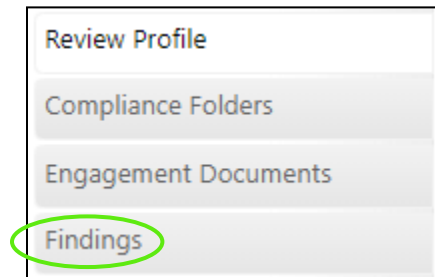 Review Profile
Compliance Folders
Engagement Documents
Findings